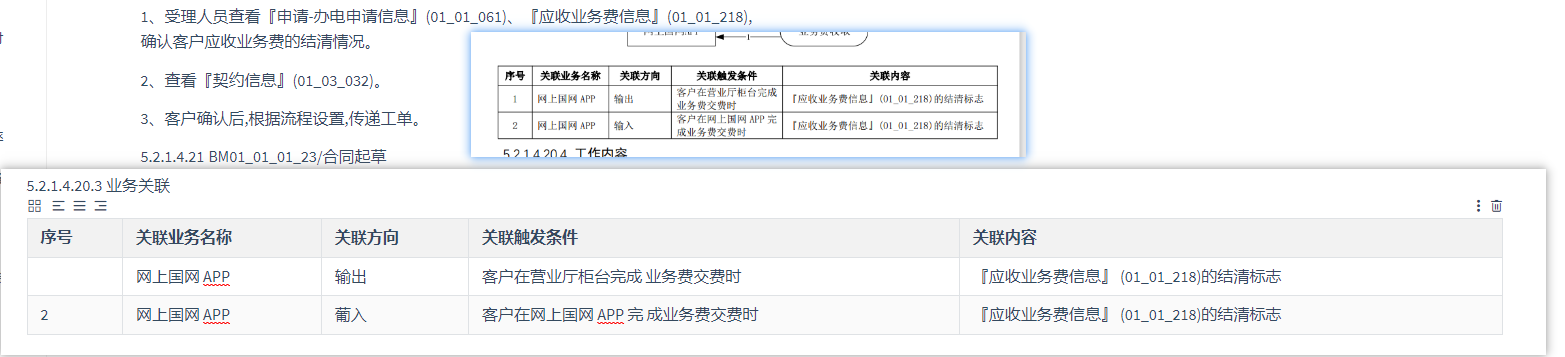 1、受理人员查看『申请-办电申请信息』(01_01_061)、『应收业务费信息』(01_01_218),
确认客户应收业务费的结清情况。
2、查看『契约信息』(01_03_032)。
3、客户确认后,根据流程设置,传递工单。
5.2.1.4.21 BM01_01_01_23/合同起草
序号 关联业务名称 关联方向 关联触发条件 关联内容
1 网上国网 APP 输出 客户在营业厅柜台完成
业务费交费时 『应收业务费信息』(01_01_218)的结清标志
2 网上国网 APP 输入 客户在网上国网 APP 完
成业务费交费时 『应收业务费信息』(01_01_218)的结清标志
5.2.1.4.20.4 工作内容
5.2.1.4.20.3 业务关联
序号 关联业务名称 关联方向 关联触发条件 关联内容
网上国网 APP 输出 客户在营业厅柜台完成 业务费交费时 『应收业务费信息』 (01_01_218)的结清标志
2 网上国网 APP 葡入 客户在网上国网 APP 完 成业务费交费时 『应收业务费信息』 (01_01_218)的结清标志